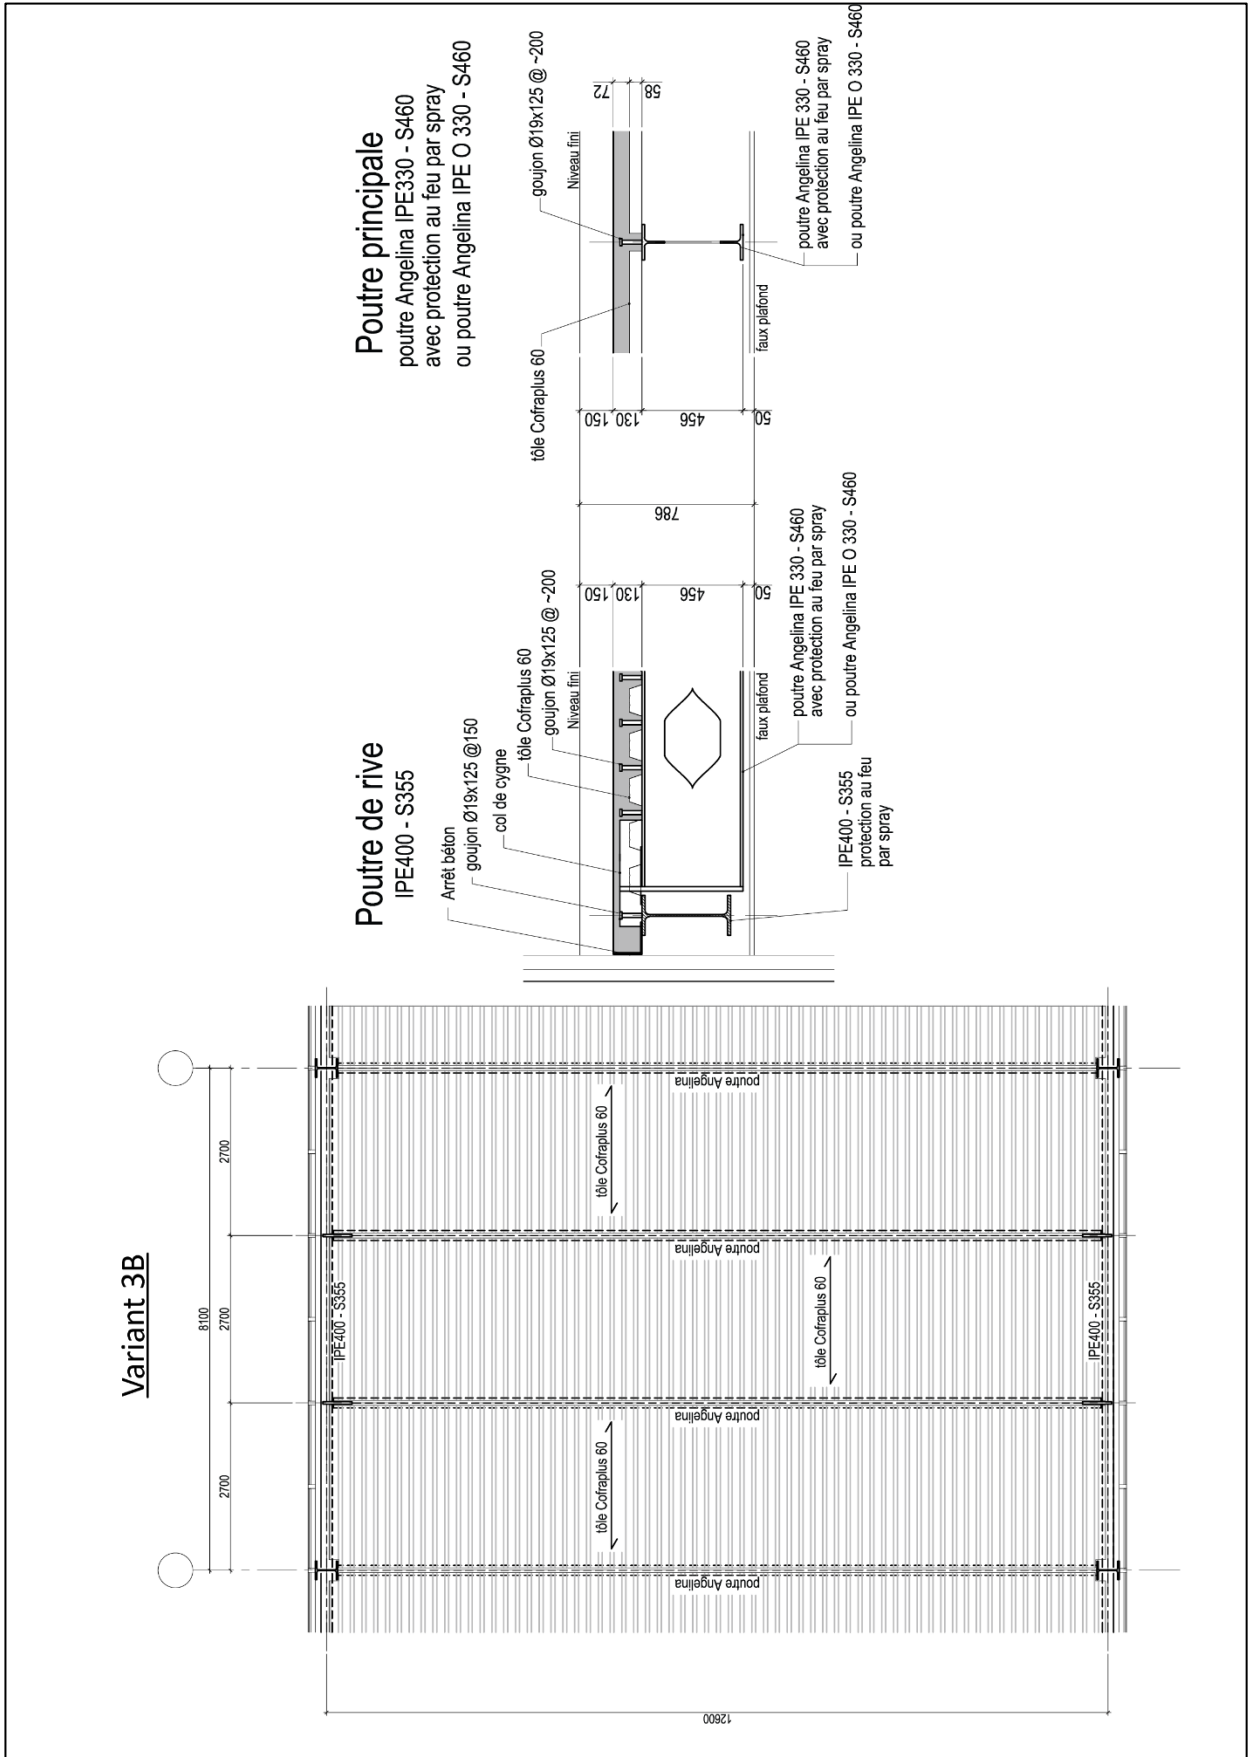 Variant 3B
8100
2700
2700
2700
12600
tôle Cofraplus 60
tôle Cofraplus 60
tôle Cofraplus 60
poutre Angelina
poutre Angelina
poutre Angelina
poutre Angelina
IPE400 - S355
IPE400 - S355
Poutre de rive
IPE400 - S355
Arrêt béton
goujon Ø19x125 @150
col de cygne
tôle Cofraplus 60
goujon Ø19x125 @ ~200
Niveau fini
150
130
456
50
faux plafond
IPE400 - S355
protection au feu
par spray
poutre Angelina IPE 330 - S460
avec protection au feu par spray
ou poutre Angelina IPE O 330 - S460
786
Poutre principale
poutre Angelina IPE330 - S460
avec protection au feu par spray
ou poutre Angelina IPE O 330 - S460
tôle Cofraplus 60
goujon Ø19x125 @ ~200
Niveau fini
72
58
150
130
456
50
faux plafond
poutre Angelina IPE 330 - S460
avec protection au feu par spray
ou poutre Angelina IPE O 330 - S460